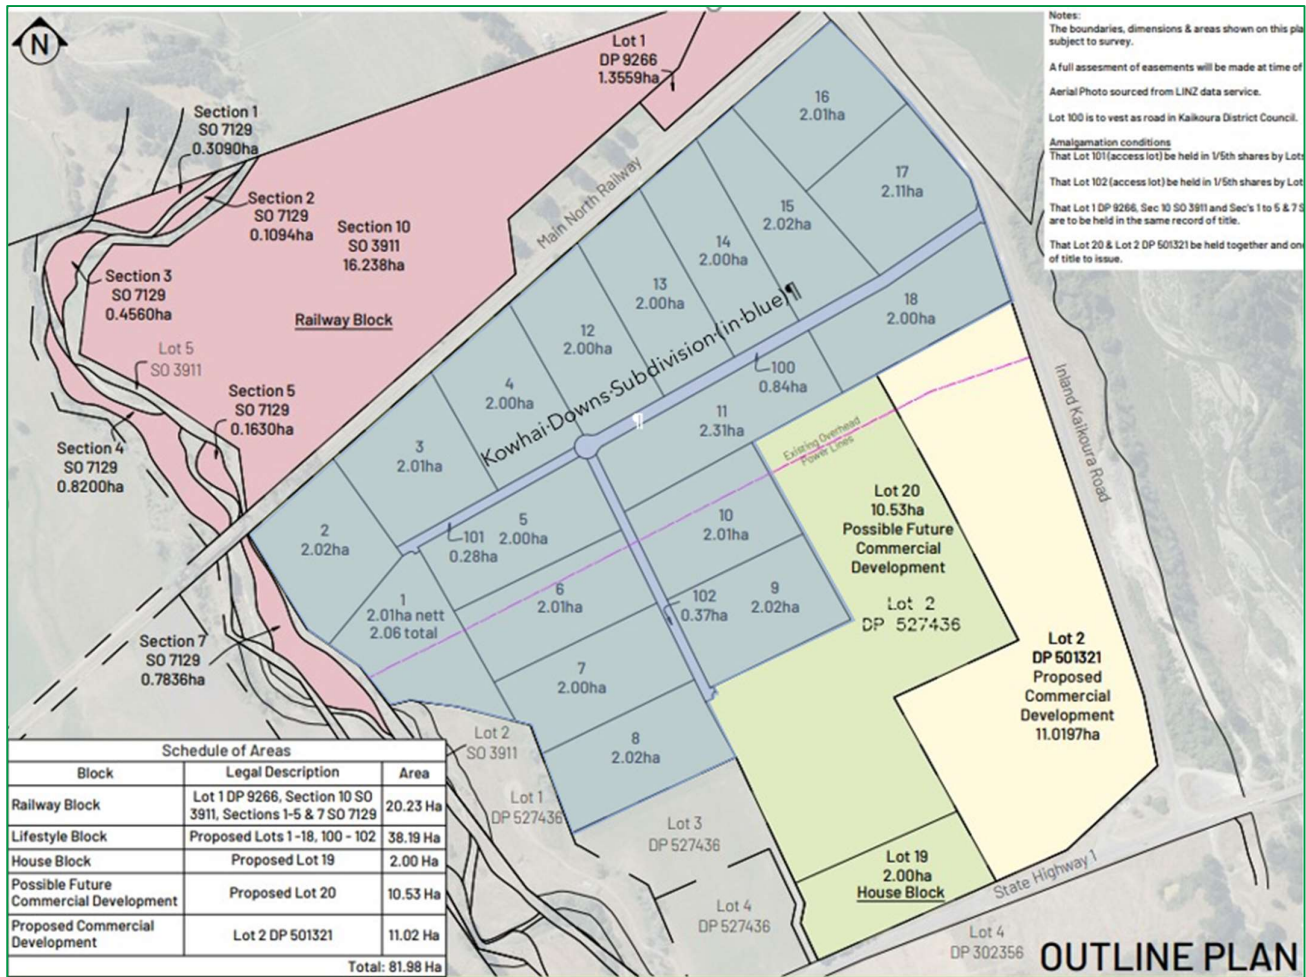 N
Lot 1
DP 9266
1.3559ha
Section 1
SO 7129
0.3090ha
Section 2
SO 7129
0.1094ha
Section 10
SO 3911
16.238ha
Section 3
SO 7129
0.4560ha
Railway Block
Lot 5
SO 3911
Section 5
SO 7129
0.1630ha
Section 4
SO 7129
0.8200ha
Section 7
SO 7129
0.7836ha
Main North Railway
Kowhai·Downs·Subdivision·(in·blue)¶
¶
16
2.01ha
17
2.11ha
15
2.02ha
14
2.00ha
13
2.00ha
18
2.00ha
12
2.00ha
4
2.00ha
3
2.01ha
100
0.84ha
11
2.31ha
2
2.02ha
101
0.28ha
5
2.00ha
10
2.01ha
1
2.01ha nett
2.06 total
6
2.01ha
102
0.37ha
9
2.02ha
7
2.00ha
8
2.02ha
Existing Overhead
Power Lines
Inland Kaikoura Road
Lot 20
10.53ha
Possible Future
Commercial
Development
Lot 2
DP 527436
Lot 2
DP 501321
Proposed
Commercial
Development
11.0197ha
Lot 19
2.00ha
House Block
State Highway 1
Lot 2
SO 3911
Lot 1
DP 527436
Lot 3
DP 527436
Lot 4
DP 527436
Lot 4
DP 302356
Notes:
The boundaries, dimensions & areas shown on this pla
subject to survey.
A full assesment of easements will be made at time of
Aerial Photo sourced from LINZ data service.
Lot 100 is to vest as road in Kaikoura District Council.
Amalgamation conditions
That Lot 101 (access lot) be held in 1/5th shares by Lots
That Lot 102 (access lot) be held in 1/5th shares by Lot
That Lot 1 DP 9266, Sec 10 SO 3911 and Sec's 1 to 5 & 7 S
are to be held in the same record of title.
That Lot 20 & Lot 2 DP 501321 be held together and one
of title to issue.
Schedule of Areas
Block Legal Description Area
Railway Block Lot 1 DP 9266, Section 10 SO 3911, Sections 1-5 & 7 SO 7129 20.23 Ha
Lifestyle Block Proposed Lots 1 -18, 100 - 102 38.19 Ha
House Block Proposed Lot 19 2.00 Ha
Possible Future Commercial Development Proposed Lot 20 10.53 Ha
Proposed Commercial Development Lot 2 DP 501321 11.02 Ha
Total: 81.98 Ha
OUTLINE PLAN